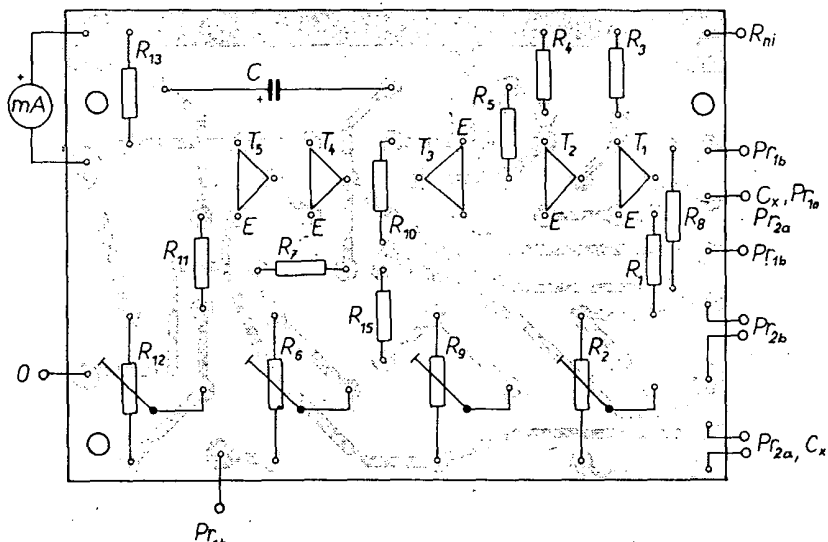 R13
R4
R3
Rni
+
C
+
mA
R5
E
T5
T4
T3
T2
T1
Pr1b
Cx, Pr1a
Pr2a
R10
R8
E
E
E
E
R11
R7
R1
Pr1b
R15
Pr2b
R12
R6
R9
R2
0
Pr2a, Cx